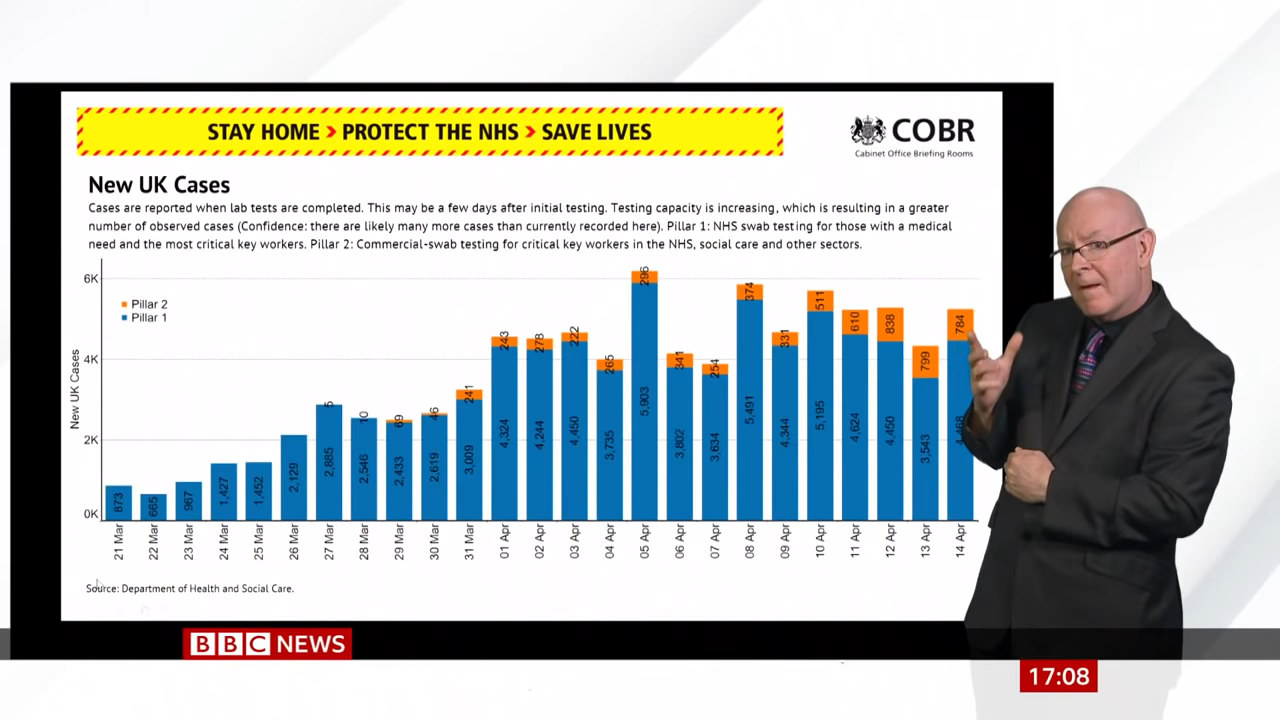 STAY HOME > PROTECT THE NHS > SAVE LIVES
COBR
Cabinet Office Briefing Rooms
New UK Cases
Cases are reported when lab tests are completed. This may be a few days after initial testing. Testing capacity is increasing, which is resulting in a greater
number of observed cases (Confidence: there are likely many more cases than currently recorded here). Pillar 1: NHS swab testing for those with a medical
need and the most critical key workers. Pillar 2: Commercial-swab testing for critical key workers in the NHS, social care and other sectors.
Pillar 2
Pillar 1
New UK Cases
6K
4K
2K
0K
873
665
967
1,427
1,452
2,129
5
2,885
10
2,546
69
2,433
46
2,619
241
3,009
243
4,324
278
4,244
222
4,450
265
3,735
296
5,903
341
3,802
254
3,634
374
5,491
331
4,344
511
5,195
610
4,624
838
4,450
799
3,543
784
4,468
21 Mar
22 Mar
23 Mar
24 Mar
25 Mar
26 Mar
27 Mar
28 Mar
29 Mar
30 Mar
31 Mar
01 Apr
02 Apr
03 Apr
04 Apr
05 Apr
06 Apr
07 Apr
08 Apr
09 Apr
10 Apr
11 Apr
12 Apr
13 Apr
14 Apr
Source: Department of Health and Social Care.
BBC NEWS
17:08